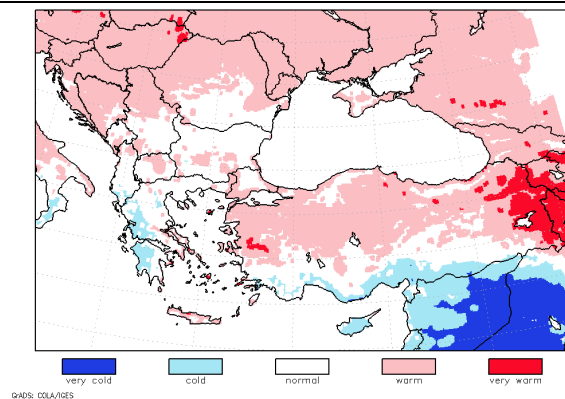 very cold
cold
normal
warm
very warm
GrADS: COLA/IGES